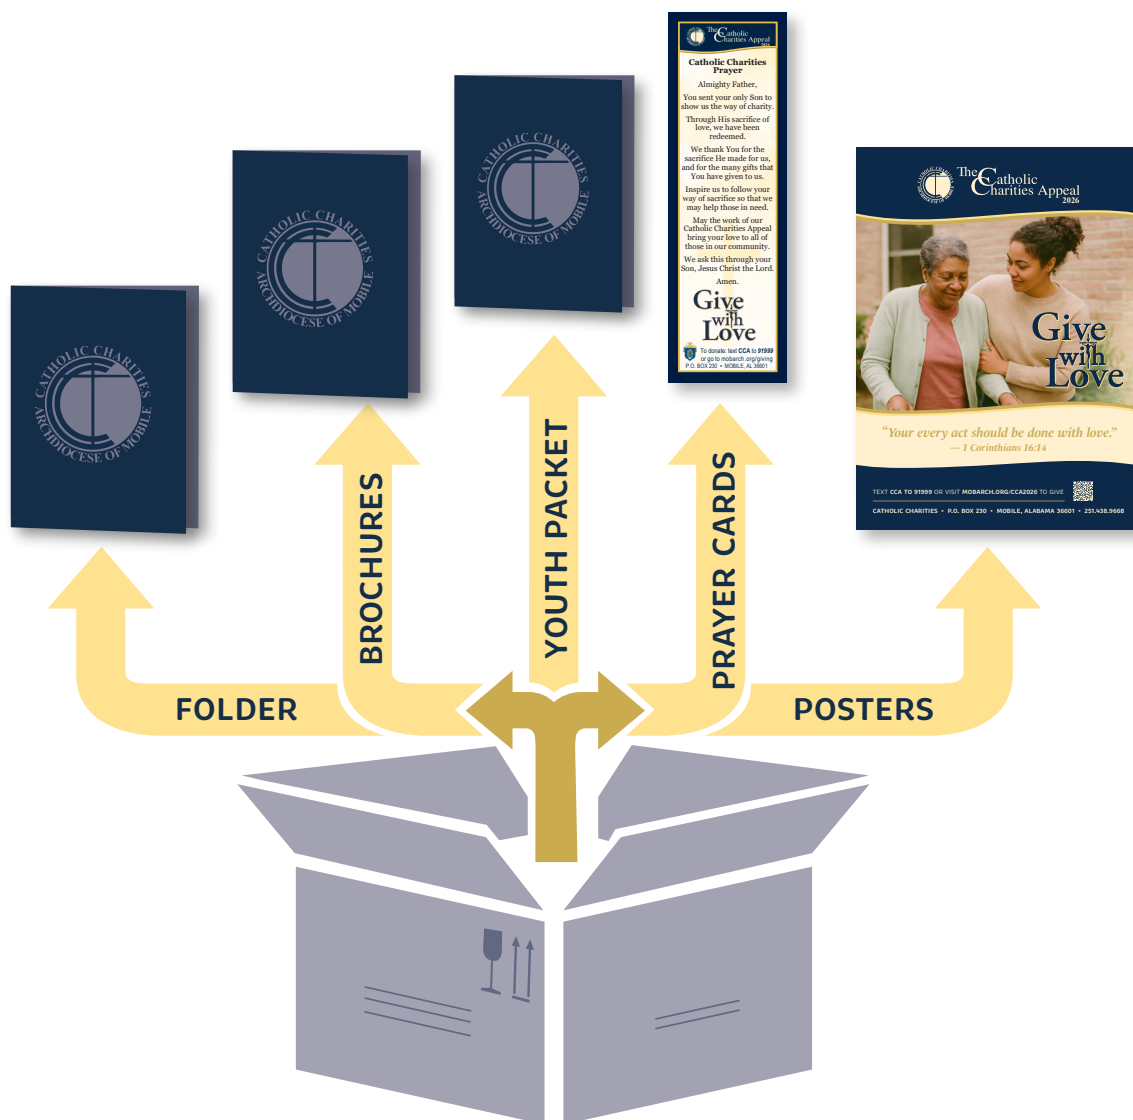 CATHOLIC CHARITIES
ARCHDIOCESE OF MOBILE
CATHOLIC CHARITIES
ARCHDIOCESE OF MOBILE
CATHOLIC CHARITIES
ARCHDIOCESE OF MOBILE
The Catholic
Charities Appeal
2026
Catholic Charities
Prayer
Almighty Father,
You sent your only Son to
show us the way of charity.
Through His sacrifice of
love, we have been
redeemed.
We thank You for the
sacrifice He made for us,
and for the many gifts that
You have given to us.
Inspire us to follow your
way of sacrifice so that we
may help those in need.
May the work of our
Catholic Charities Appeal
bring your love to all of
those in our community.
We ask this through your
Son, Jesus Christ the Lord.
Amen.
Give
with
Love
To donate: text CCA to 91999
or go to mobarch.org/giving
P.O. BOX 230 • MOBILE, AL 36601
The Catholic
Charities Appeal
2026
Give
with
Love
“Your every act should be done with love.”
— 1 Corinthians 16:14
TEXT CCA TO 91999 OR VISIT MOBARCH.ORG/CCA2026 TO GIVE
CATHOLIC CHARITIES • P.O. BOX 230 • MOBILE, ALABAMA 36601 • 251.438.9668
FOLDER
BROCHURES
YOUTH PACKET
PRAYER CARDS
POSTERS